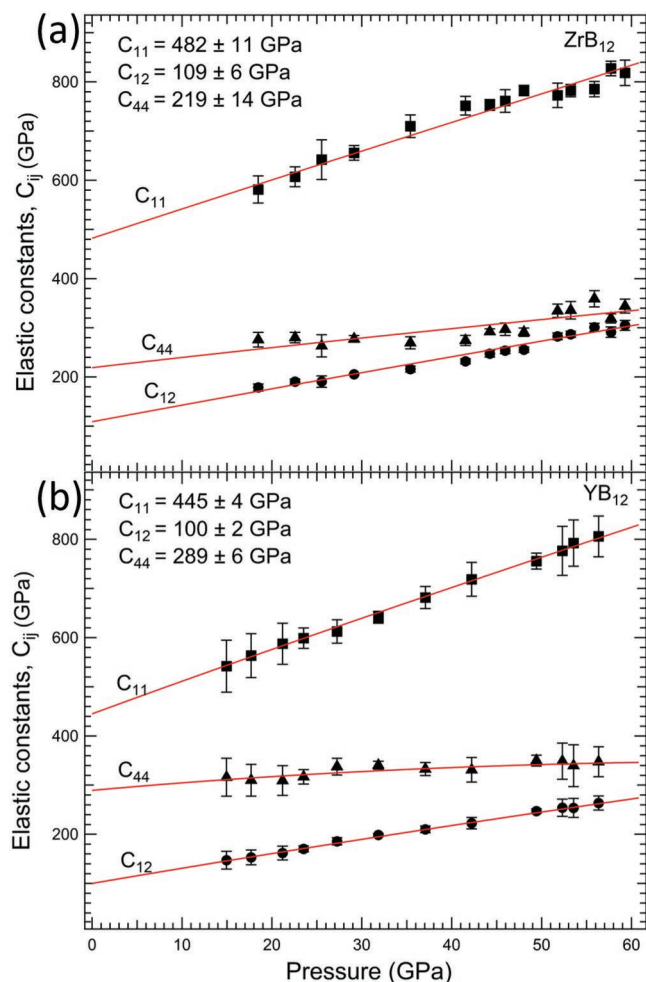 (a)
C₁₁ = 482 ± 11 GPa
C₁₂ = 109 ± 6 GPa
C₄₄ = 219 ± 14 GPa
ZrB₁₂
800
600
400
200
Elastic constants, Cᵢⱼ (GPa)
C₁₁
C₄₄
C₁₂
(b)
C₁₁ = 445 ± 4 GPa
C₁₂ = 100 ± 2 GPa
C₄₄ = 289 ± 6 GPa
YB₁₂
800
600
400
200
Elastic constants, Cᵢⱼ (GPa)
C₁₁
C₄₄
C₁₂
0 10 20 30 40 50 60
Pressure (GPa)